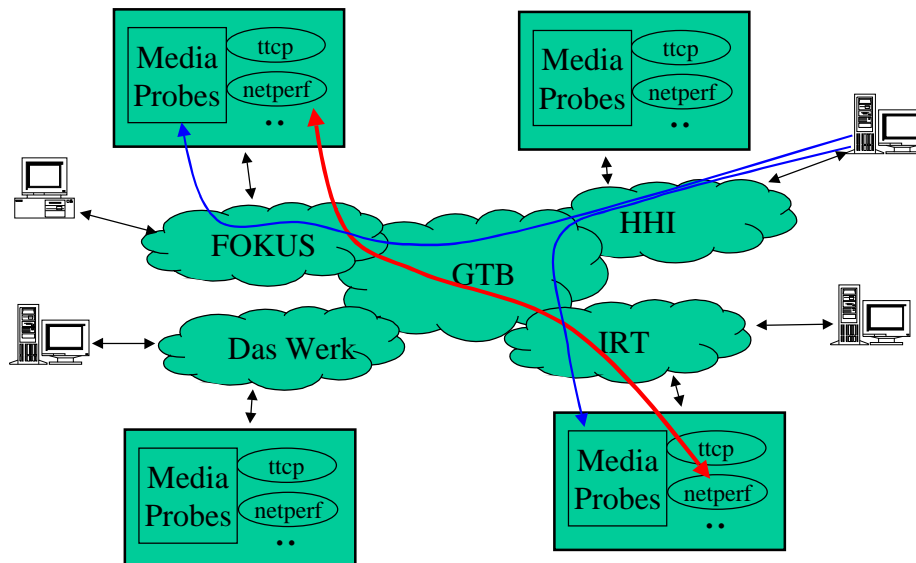 Media
Probes
ttcp
netperf
..
Media
Probes
ttcp
netperf
..
FOKUS
HHI
GTB
Das Werk
IRT
Media
Probes
ttcp
netperf
..
Media
Probes
ttcp
netperf
..